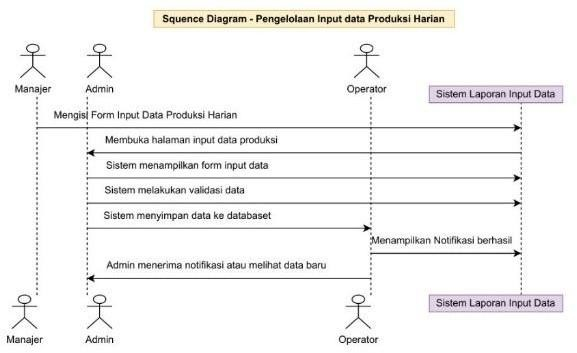 Squence Diagram - Pengelolaan Input data Produksi Harian
Manajer
Admin
Operator
Sistem Laporan Input Data
Mengisi Form Input Data Produksi Harian
Membuka halaman input data produksi
Sistem menampilkan form input data
Sistem melakukan validasi data
Sistem menyimpan data ke databaset
Menampilkan Notifikasi berhasil
Admin menerima notifikasi atau melihat data baru
Manajer
Admin
Operator
Sistem Laporan Input Data